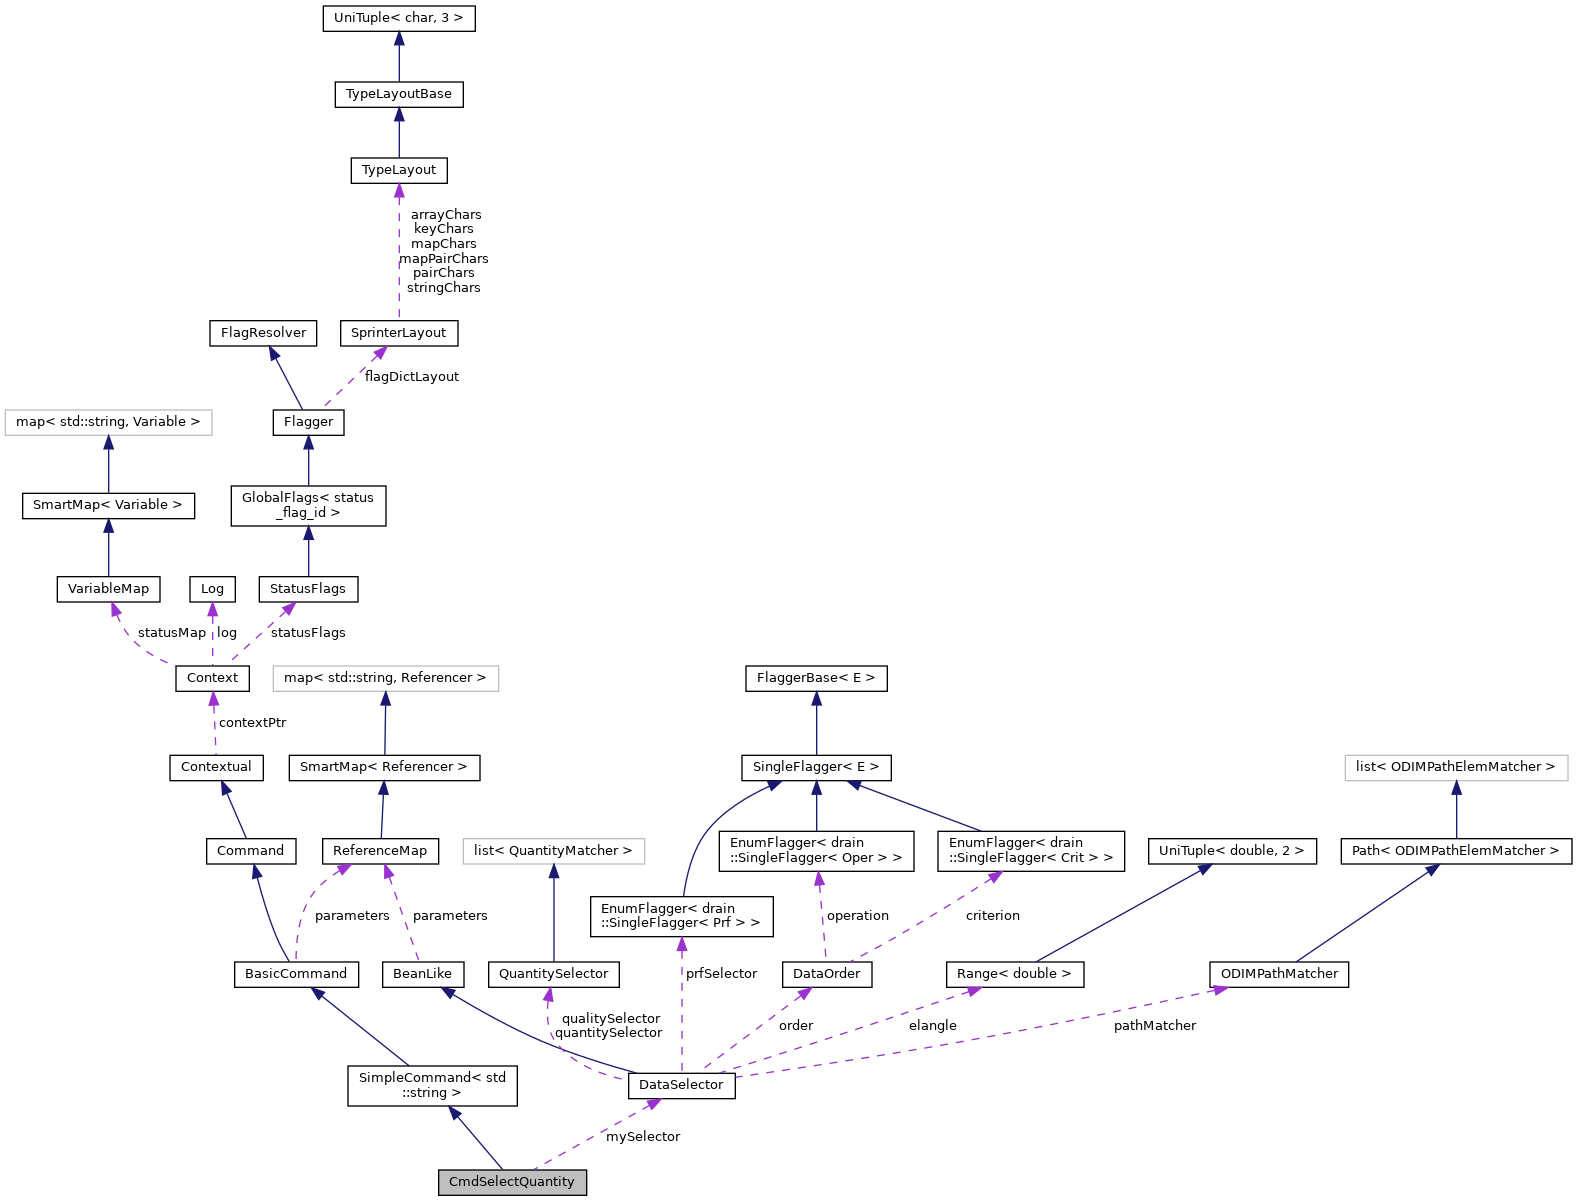 UniTuple< char, 3 >
TypeLayoutBase
TypeLayout
arrayChars
keyChars
mapChars
mapPairChars
pairChars
stringChars
FlagResolver
SprinterLayout
flagDictLayout
map< std::string, Variable >
Flagger
SmartMap< Variable >
GlobalFlags< status
_flag_id >
VariableMap
Log
StatusFlags
statusMap
log
statusFlags
Context
map< std::string, Referencer >
FlaggerBase< E >
contextPtr
Contextual
SmartMap< Referencer >
SingleFlagger< E >
list< ODIMPathElemMatcher >
Command
ReferenceMap
list< QuantityMatcher >
EnumFlagger< drain
::SingleFlagger< Oper > >
EnumFlagger< drain
::SingleFlagger< Crit > >
UniTuple< double, 2 >
Path< ODIMPathElemMatcher >
parameters
parameters
EnumFlagger< drain
::SingleFlagger< Prf > >
operation
criterion
BasicCommand
BeanLike
QuantitySelector
prfSelector
DataOrder
Range< double >
ODIMPathMatcher
qualitySelector
quantitySelector
order
elangle
pathMatcher
SimpleCommand< std
::string >
DataSelector
mySelector
CmdSelectQuantity